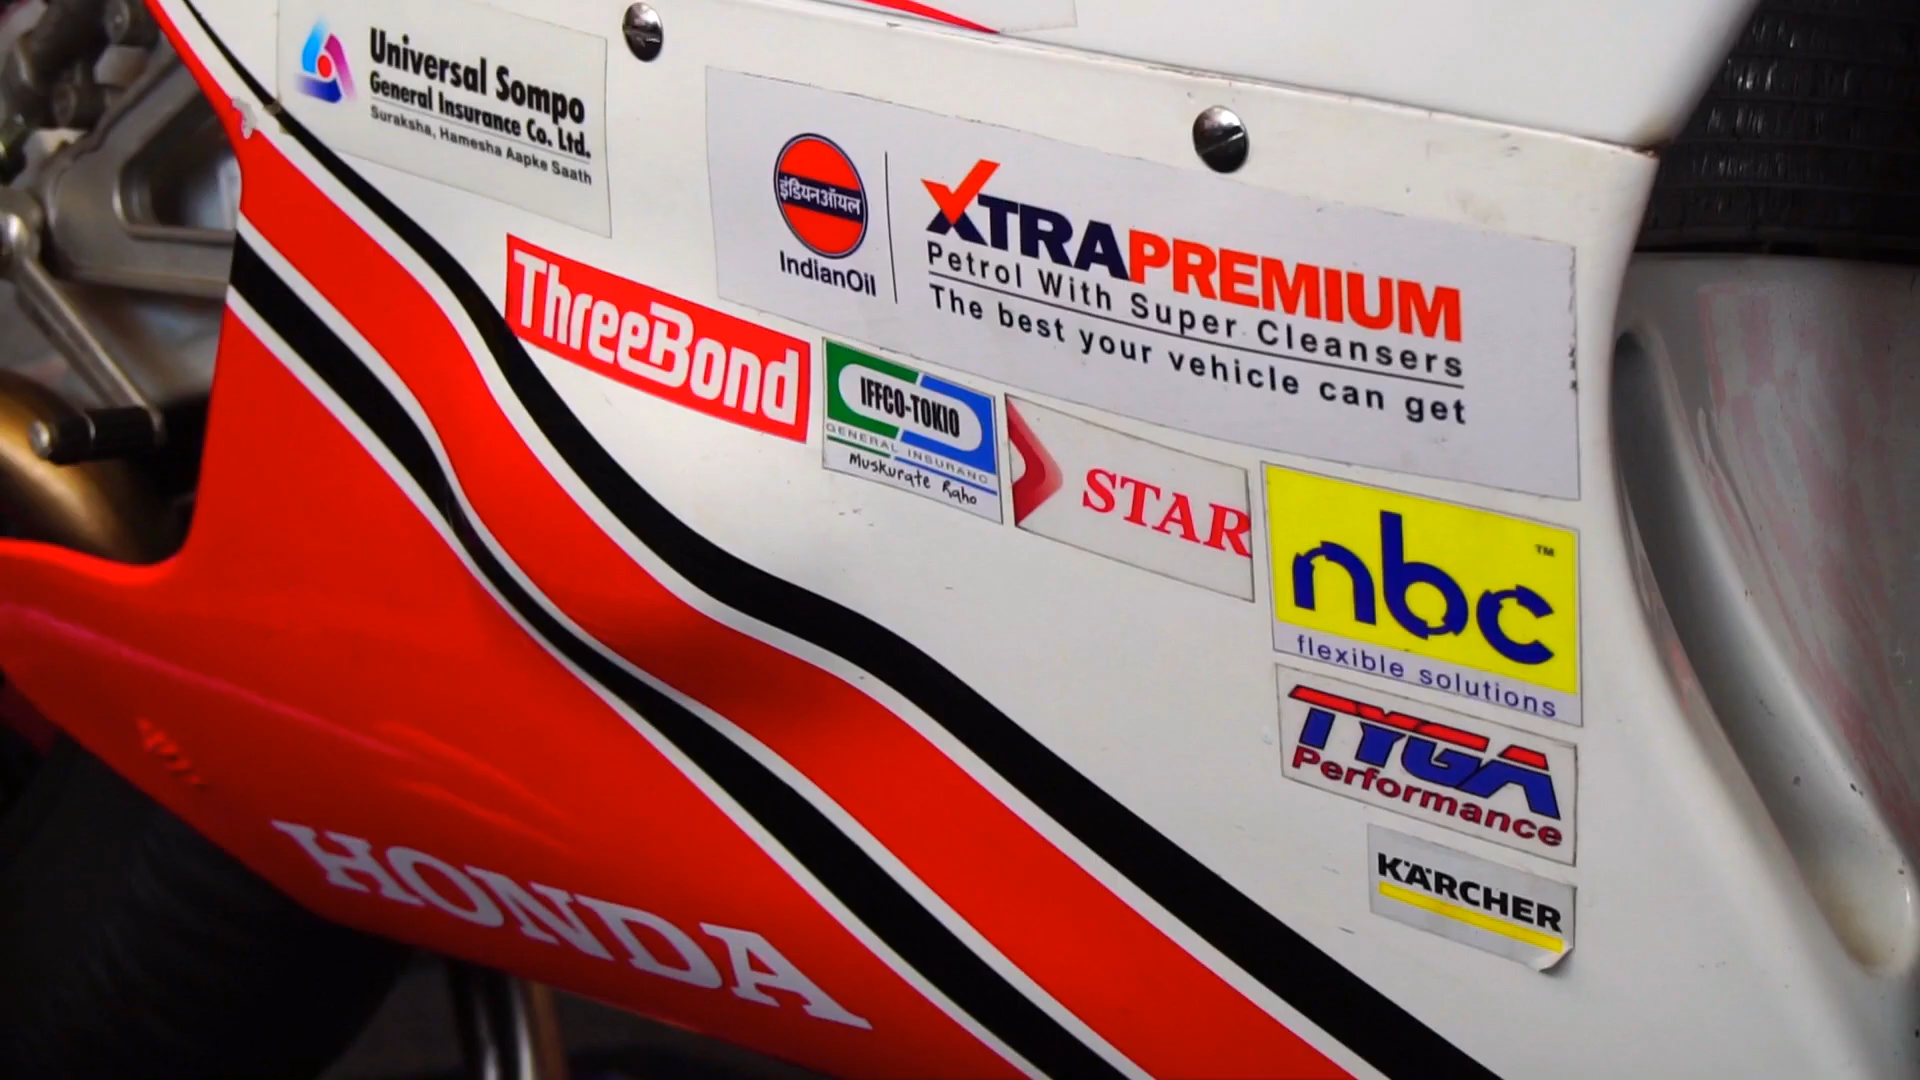 Universal Sompo
General Insurance Co. Ltd.
Suraksha, Hamesha Aapke Saath
इंडियनऑयल
IndianOil
XTRAPREMIUM
Petrol With Super Cleansers
The best your vehicle can get
ThreeBond
IFFCO-TOKIO
GENERAL INSURANC
Muskurate Raho
STAR
nbc
TM
flexible solutions
TYGA
Performance
KÄRCHER
HONDA